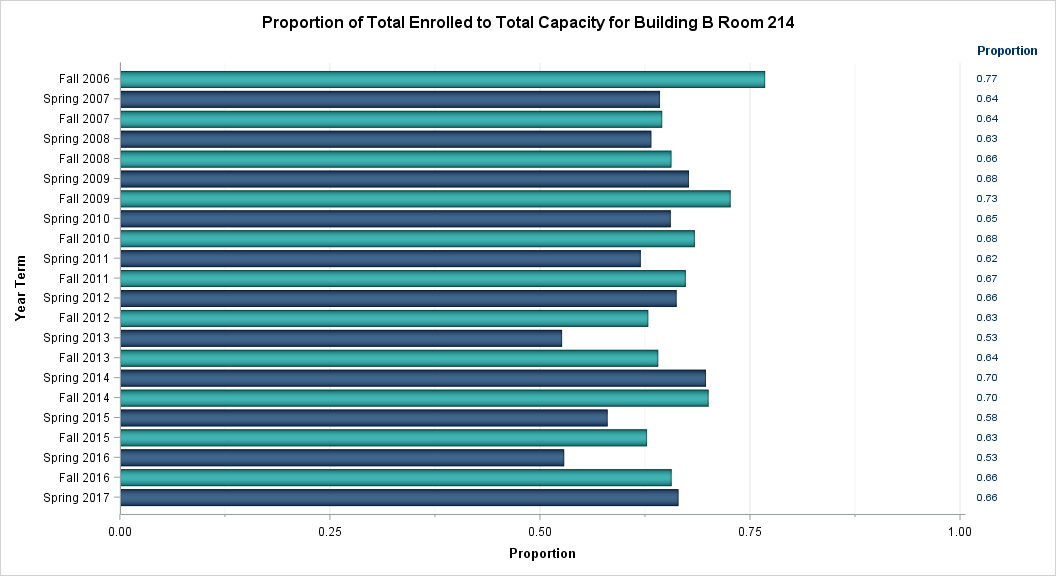 Proportion of Total Enrolled to Total Capacity for Building B Room 214
Proportion
Fall 2006 0.77
Spring 2007 0.64
Fall 2007 0.64
Spring 2008 0.63
Fall 2008 0.66
Spring 2009 0.68
Fall 2009 0.73
Spring 2010 0.65
Fall 2010 0.68
Spring 2011 0.62
Fall 2011 0.67
Spring 2012 0.66
Fall 2012 0.63
Spring 2013 0.53
Fall 2013 0.64
Spring 2014 0.70
Fall 2014 0.70
Spring 2015 0.58
Fall 2015 0.63
Spring 2016 0.53
Fall 2016 0.66
Spring 2017 0.66
Year Term
0.00 0.25 0.50 0.75 1.00
Proportion